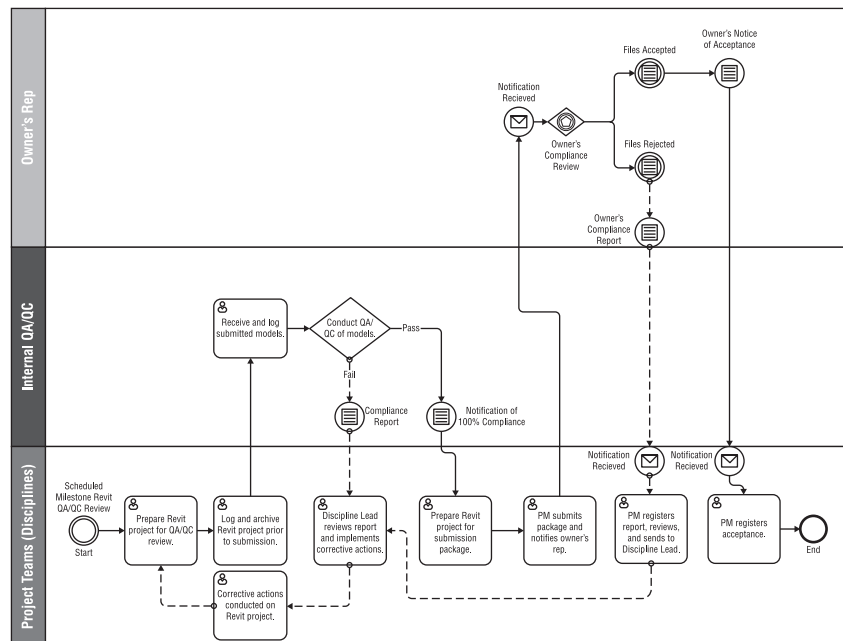 Owner's Rep
Notification
Recieved
Owner's
Compliance
Review
Files Accepted
Owner's Notice
of Acceptance
Files Rejected
Owner's
Compliance
Report
Internal QA/QC
Receive and log
submitted models.
Conduct QA/
QC of models.
Pass
Fail
Compliance
Report
Notification of
100% Compliance
Project Teams (Disciplines)
Scheduled
Milestone Revit
QA/QC Review
Start
Prepare Revit
project for QA/QC
review.
Log and archive
Revit project prior
to submission.
Discipline Lead
reviews report and
implements
corrective actions.
Prepare Revit
project for
submission
package.
PM submits
package and
notifies owner's
rep.
Notification
Recieved
PM registers
report, reviews,
and sends to
Discipline Lead.
Notification
Recieved
PM registers
acceptance.
End
Corrective actions
conducted on
Revit project.